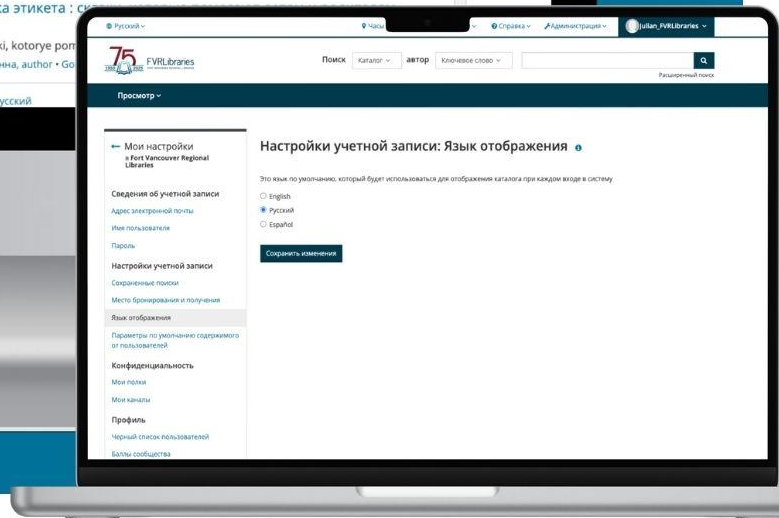 ка этикета :
ki, kotorye pom
нна, author • Go
усский
Русский
Часы
Справка
Администрация
Julian_FVRLibraries
75
FVRLibraries
Поиск
Каталог
автор
Ключевое слово
Расширенный поиск
Просмотр
← Мои настройки
в Fort Vancouver Regional
Libraries
Сведения об учетной записи
Адрес электронной почты
Имя пользователя
Пароль
Настройки учетной записи
Сохраненные поиски
Место бронирования и получения
Язык отображения
Параметры по умолчанию содержимого
от пользователей
Конфиденциальность
Мои полки
Мои каналы
Профиль
Черный список пользователей
Баллы сообщества
Настройки учетной записи: Язык отображения
Это язык по умолчанию, который будет использоваться для отображения каталога при каждом входе в систему
English
Русский
Español
Сохранить изменения